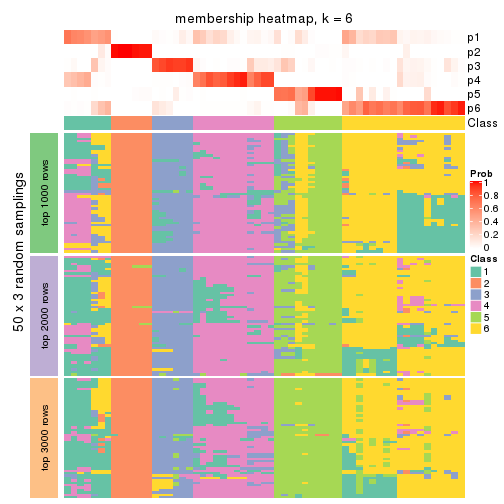 membership heatmap, k = 6
p1
p2
p3
p4
p5
p6
Class
50 x 3 random samplings
top 1000 rows
top 2000 rows
top 3000 rows
Prob
1
0.8
0.6
0.4
0.2
0
Class
1
2
3
4
5
6